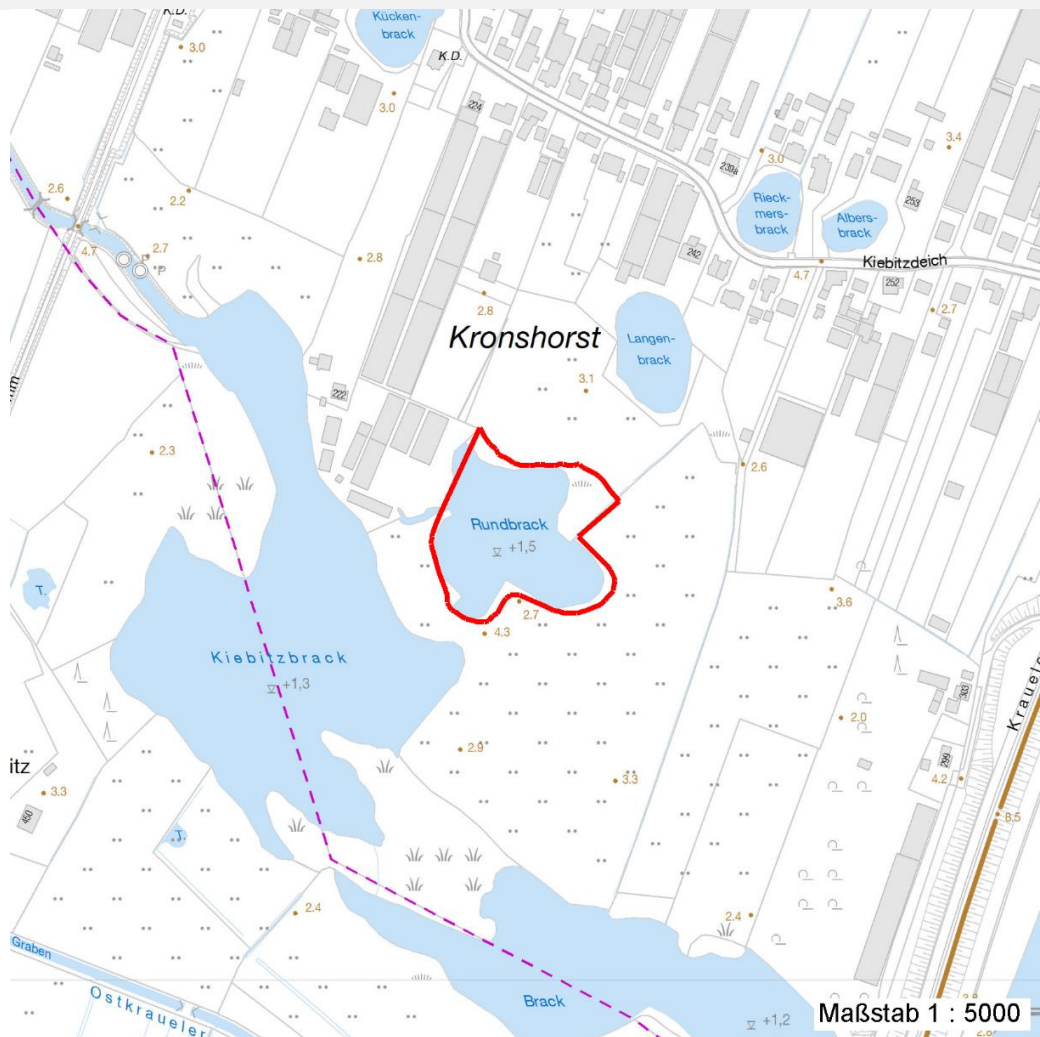 K.D.
Kücken-
brack
K.D.
3.0
3.0
224
3.4
239a
3.0
2.6
2.2
Rieck-
mers-
brack
Albers-
brack
253
4.7
2.7
P
P
2.8
242
4.7
Kiebitzdeich
252
2.8
2.7
Kronshorst
Langen-
brack
3.1
222
2.3
2.6
Rundbrack
+1,5
T.
3.6
2.7
4.3
Kiebitzbrack
+1,3
303
Krauele
2.0
2.9
299
itz
3.3
3.3
4.2
450
8.5
J.
2.4
2.4
Graben
Ostkraueler
Brack
+1,2
Maßstab 1 : 5000